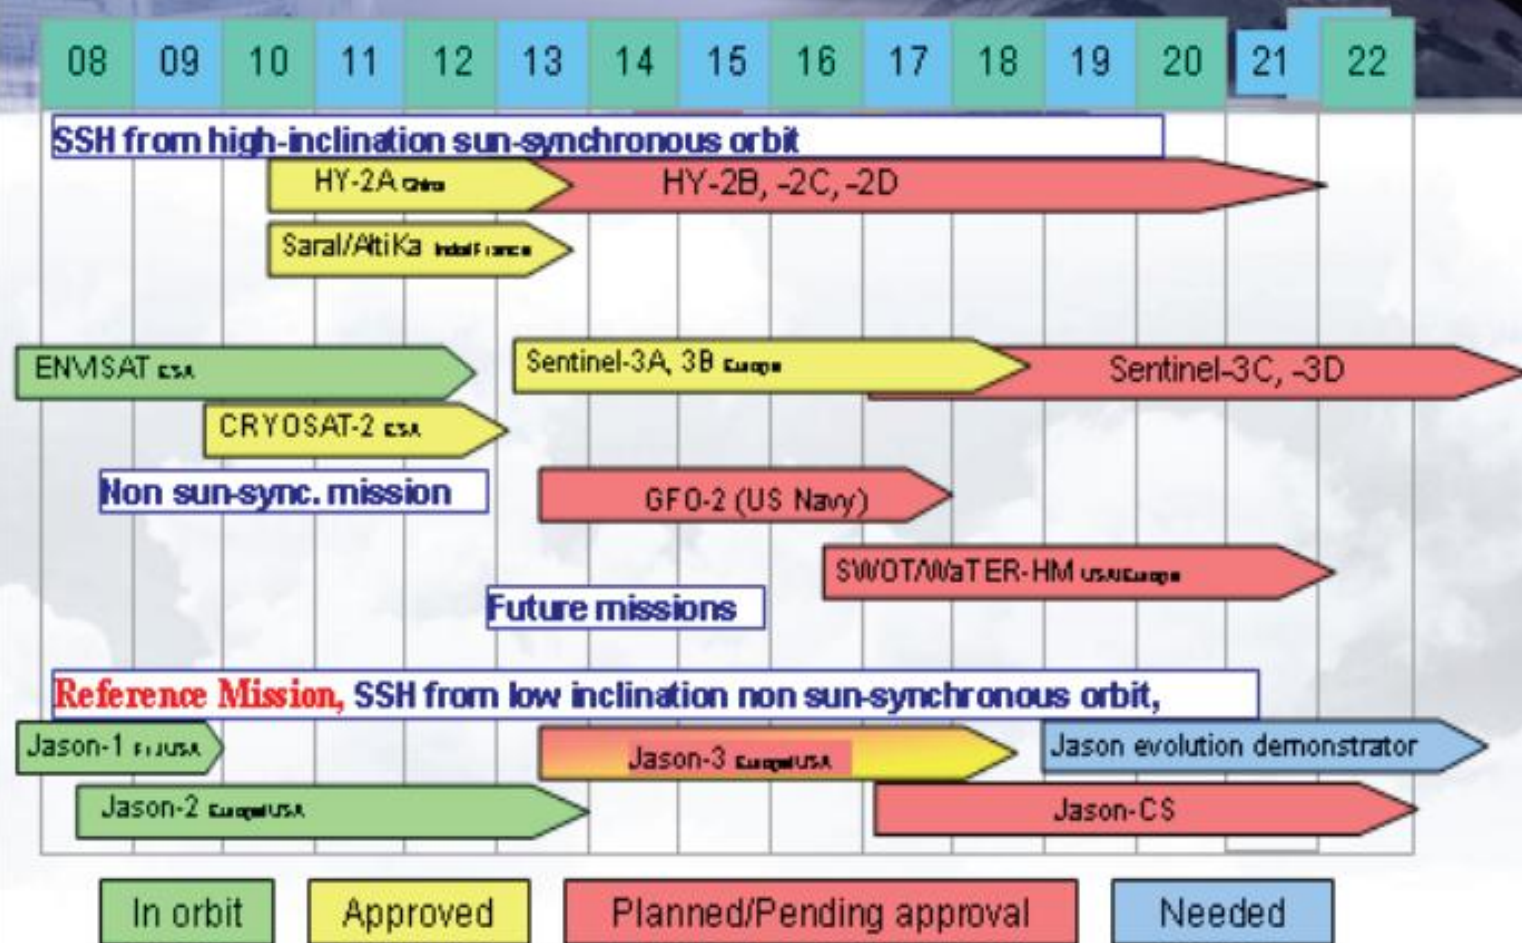 08 09 10 11 12 13 14 15 16 17 18 19 20 21 22
SSH from high-inclination sun-synchronous orbit
HY-2A China HY-2B, -2C, -2D
Saral/AltiKa
ENVISAT ESA Sentinel-3A, 3B Europe Sentinel-3C, -3D
CRYOSAT-2 ESA
Non sun-sync. mission GFO-2 (US Navy)
SWOT/WaTER-HM USA/Europe
Future missions
Reference Mission, SSH from low inclination non sun-synchronous orbit,
Jason-1 Jason-3 Europe/USA Jason evolution demonstrator
Jason-2 Europe/USA Jason-CS
In orbit Approved Planned/Pending approval Needed